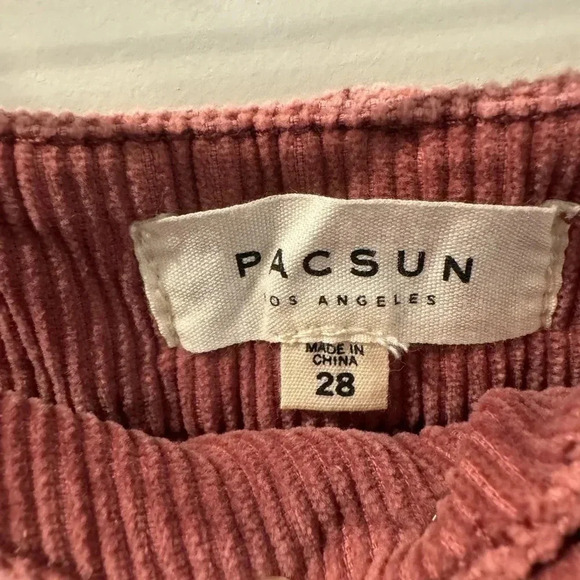 PACSUN
LOS ANGELES
MADE IN
CHINA
28